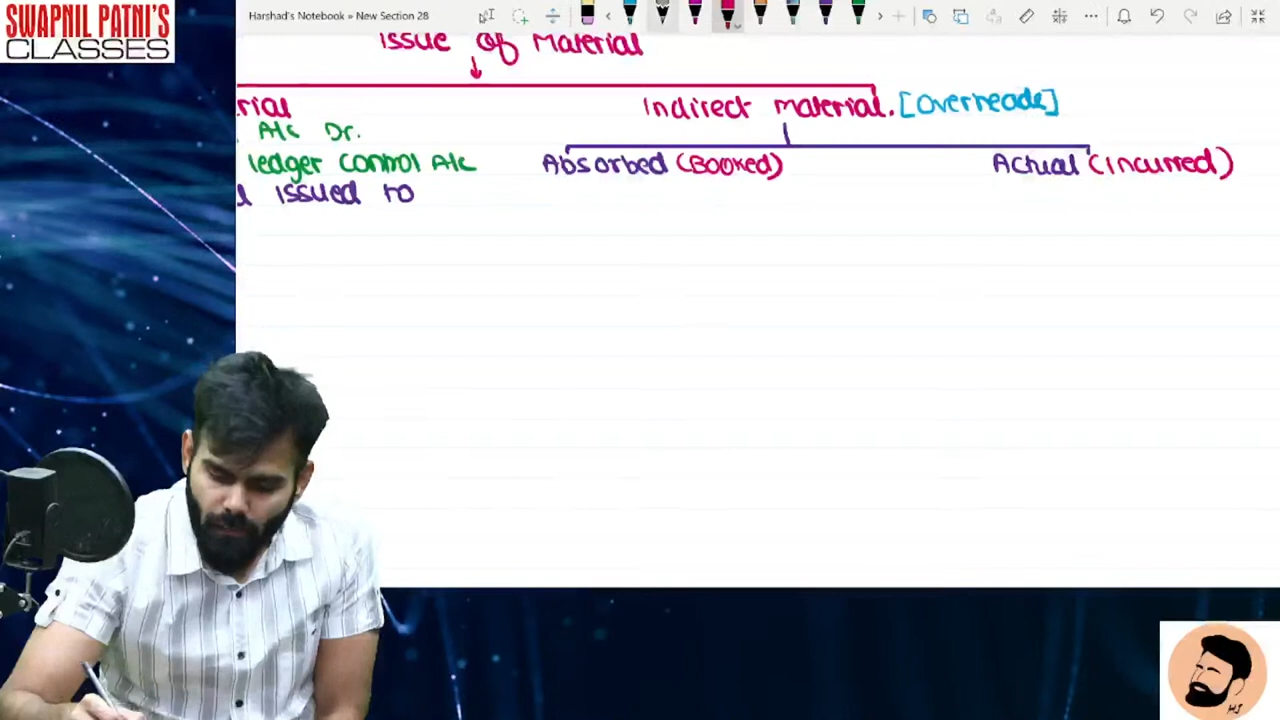 SWAPNIL PATNI'S
CLASSES
Harshad's Notebook » New Section 28
Issue of Material
rial
Indirect material. [Overheads]
A/c Dr.
ledger control A/c
Absorbed (Booked)
Actual (Incurred)
l issued to
HJ